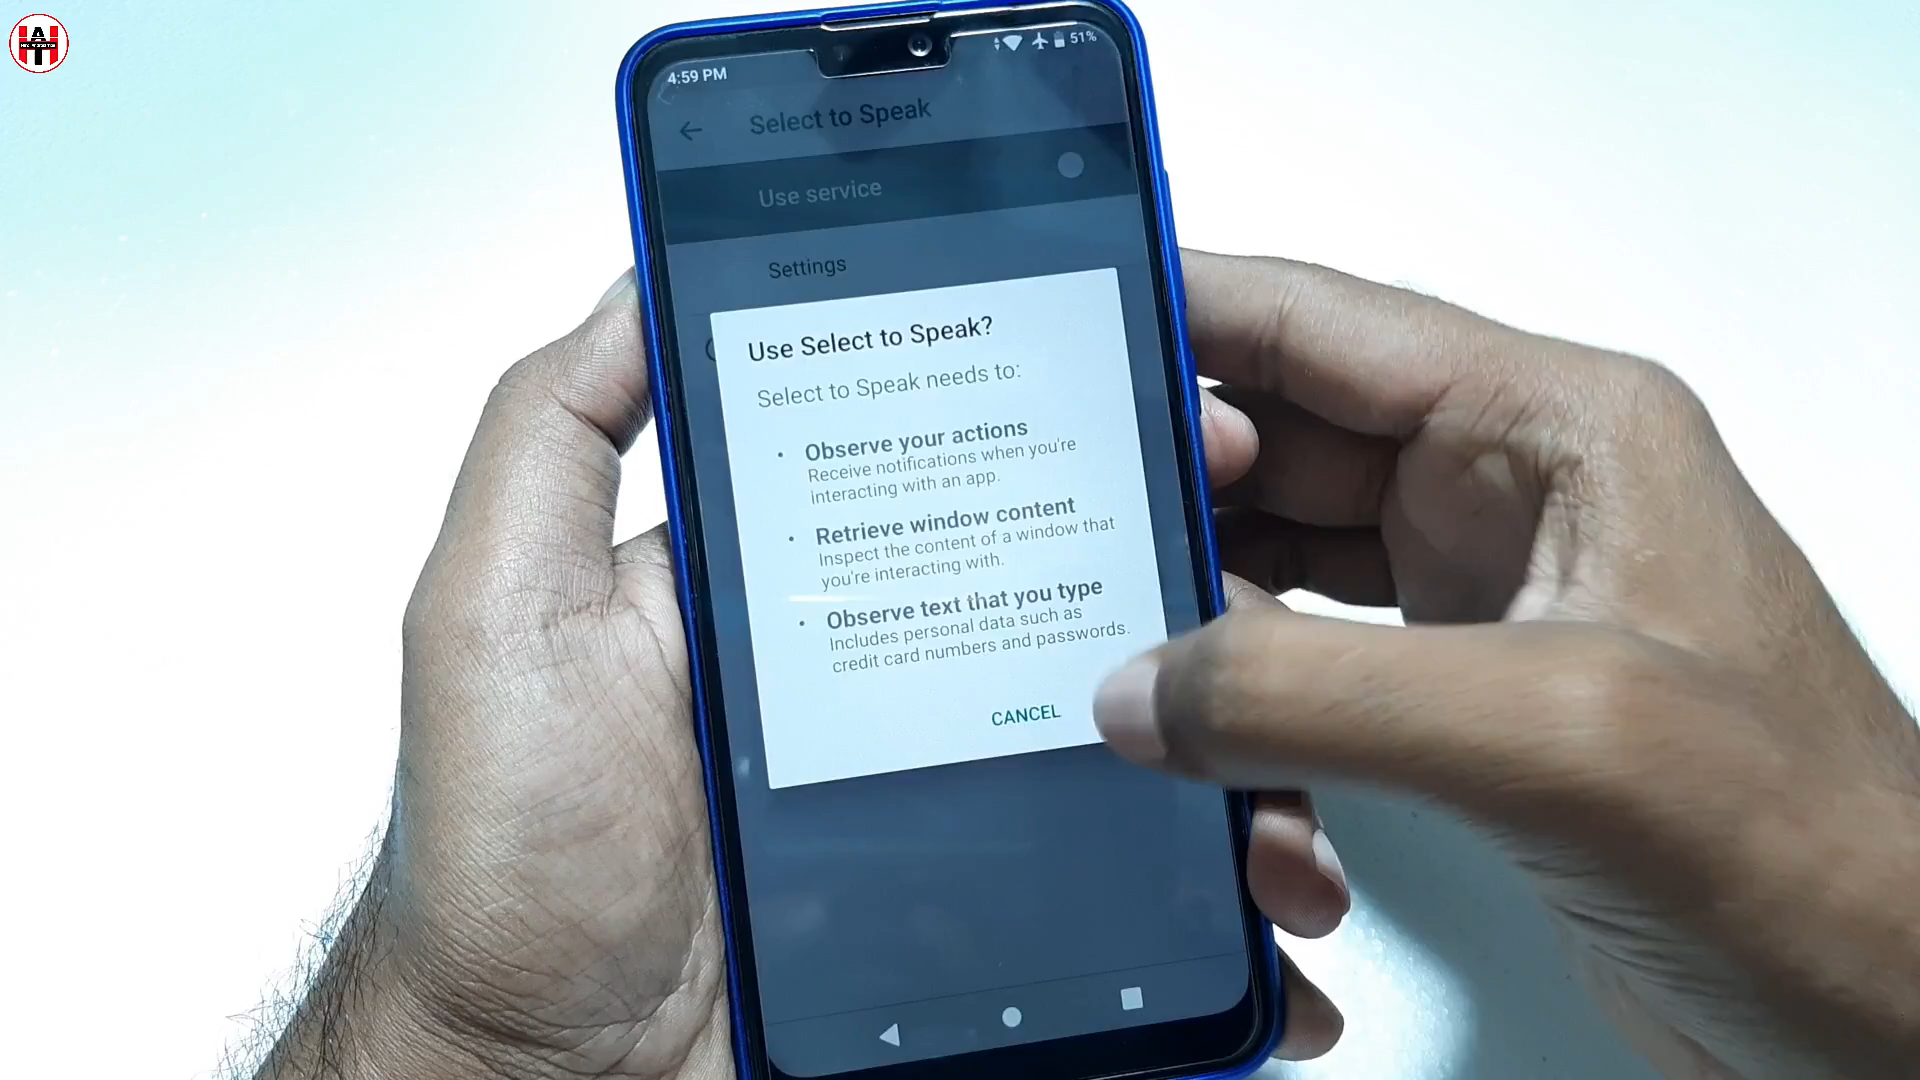 4:59 PM
51%
Select to Speak
Use service
Settings
Use Select to Speak?
Select to Speak needs to:
• Observe your actions
Receive notifications when you're
interacting with an app.
• Retrieve window content
Inspect the content of a window that
you're interacting with.
• Observe text that you type
Includes personal data such as
credit card numbers and passwords.
CANCEL